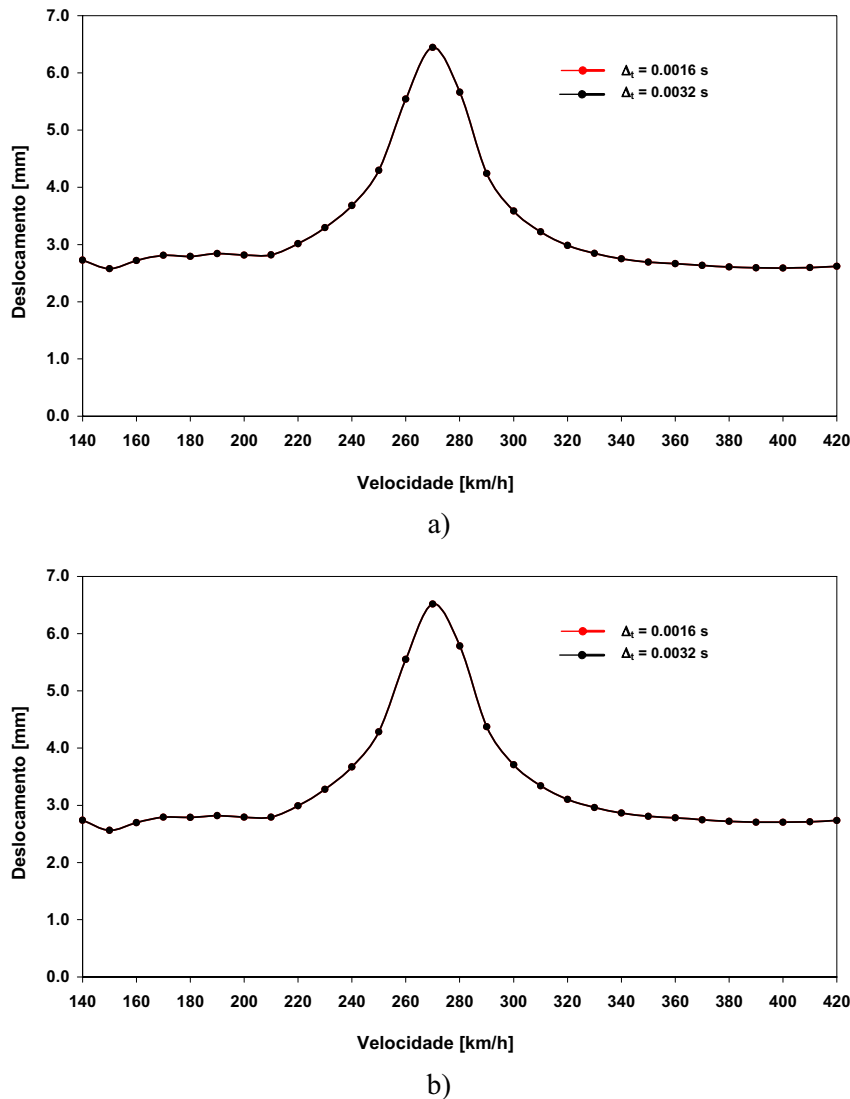 7.0
6.0
5.0
4.0
3.0
2.0
1.0
0.0
Deslocamento [mm]
Δt = 0.0016 s
Δt = 0.0032 s
140 160 180 200 220 240 260 280 300 320 340 360 380 400 420
Velocidade [km/h]
a)
7.0
6.0
5.0
4.0
3.0
2.0
1.0
0.0
Deslocamento [mm]
Δt = 0.0016 s
Δt = 0.0032 s
140 160 180 200 220 240 260 280 300 320 340 360 380 400 420
Velocidade [km/h]
b)